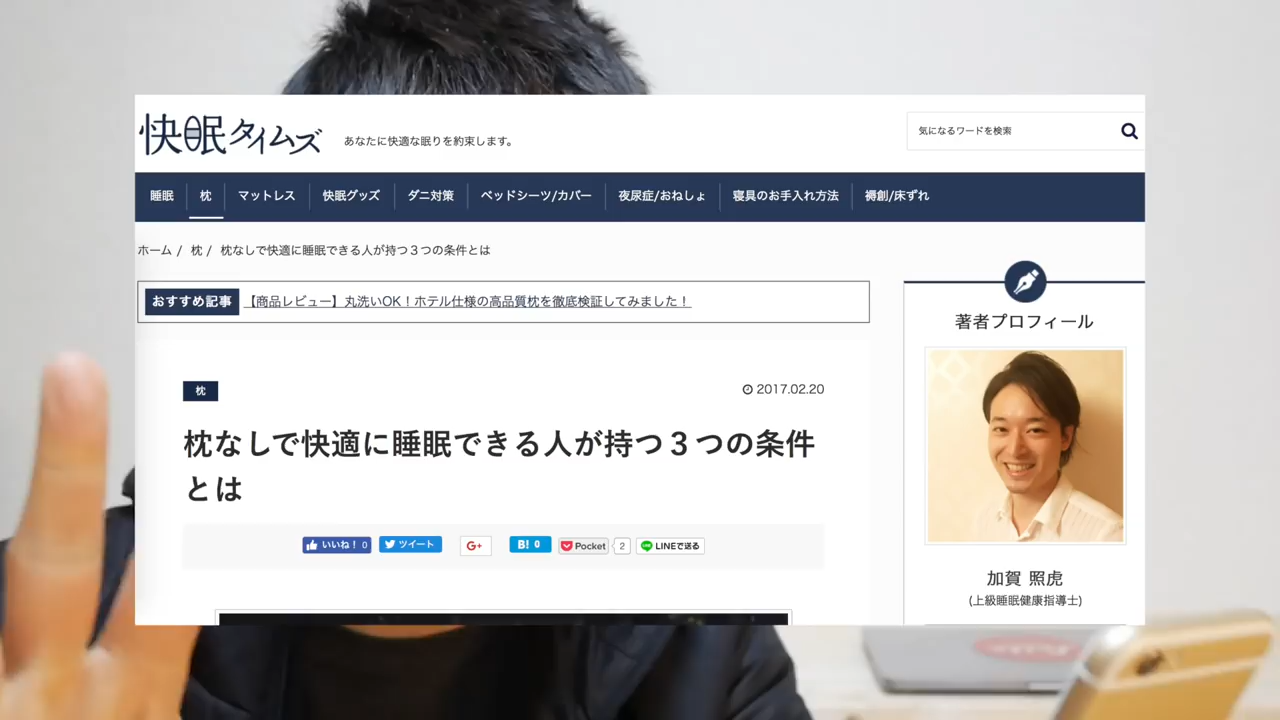 快眠タイムズ
あなたに快適な眠りを約束します。
気になるワードを検索
睡眠
枕
マットレス
快眠グッズ
ダニ対策
ベッドシーツ/カバー
夜尿症/おねしょ
寝具のお手入れ方法
褥創/床ずれ
ホーム / 枕 / 枕なしで快適に睡眠できる人が持つ３つの条件とは
おすすめ記事 【商品レビュー】丸洗いOK！ホテル仕様の高品質枕を徹底検証してみました！
著者プロフィール
枕
2017.02.20
枕なしで快適に睡眠できる人が持つ３つの条件
とは
いいね！ 0
ツイート
G+
B! 0
Pocket 2
LINEで送る
加賀 照虎
(上級睡眠健康指導士)